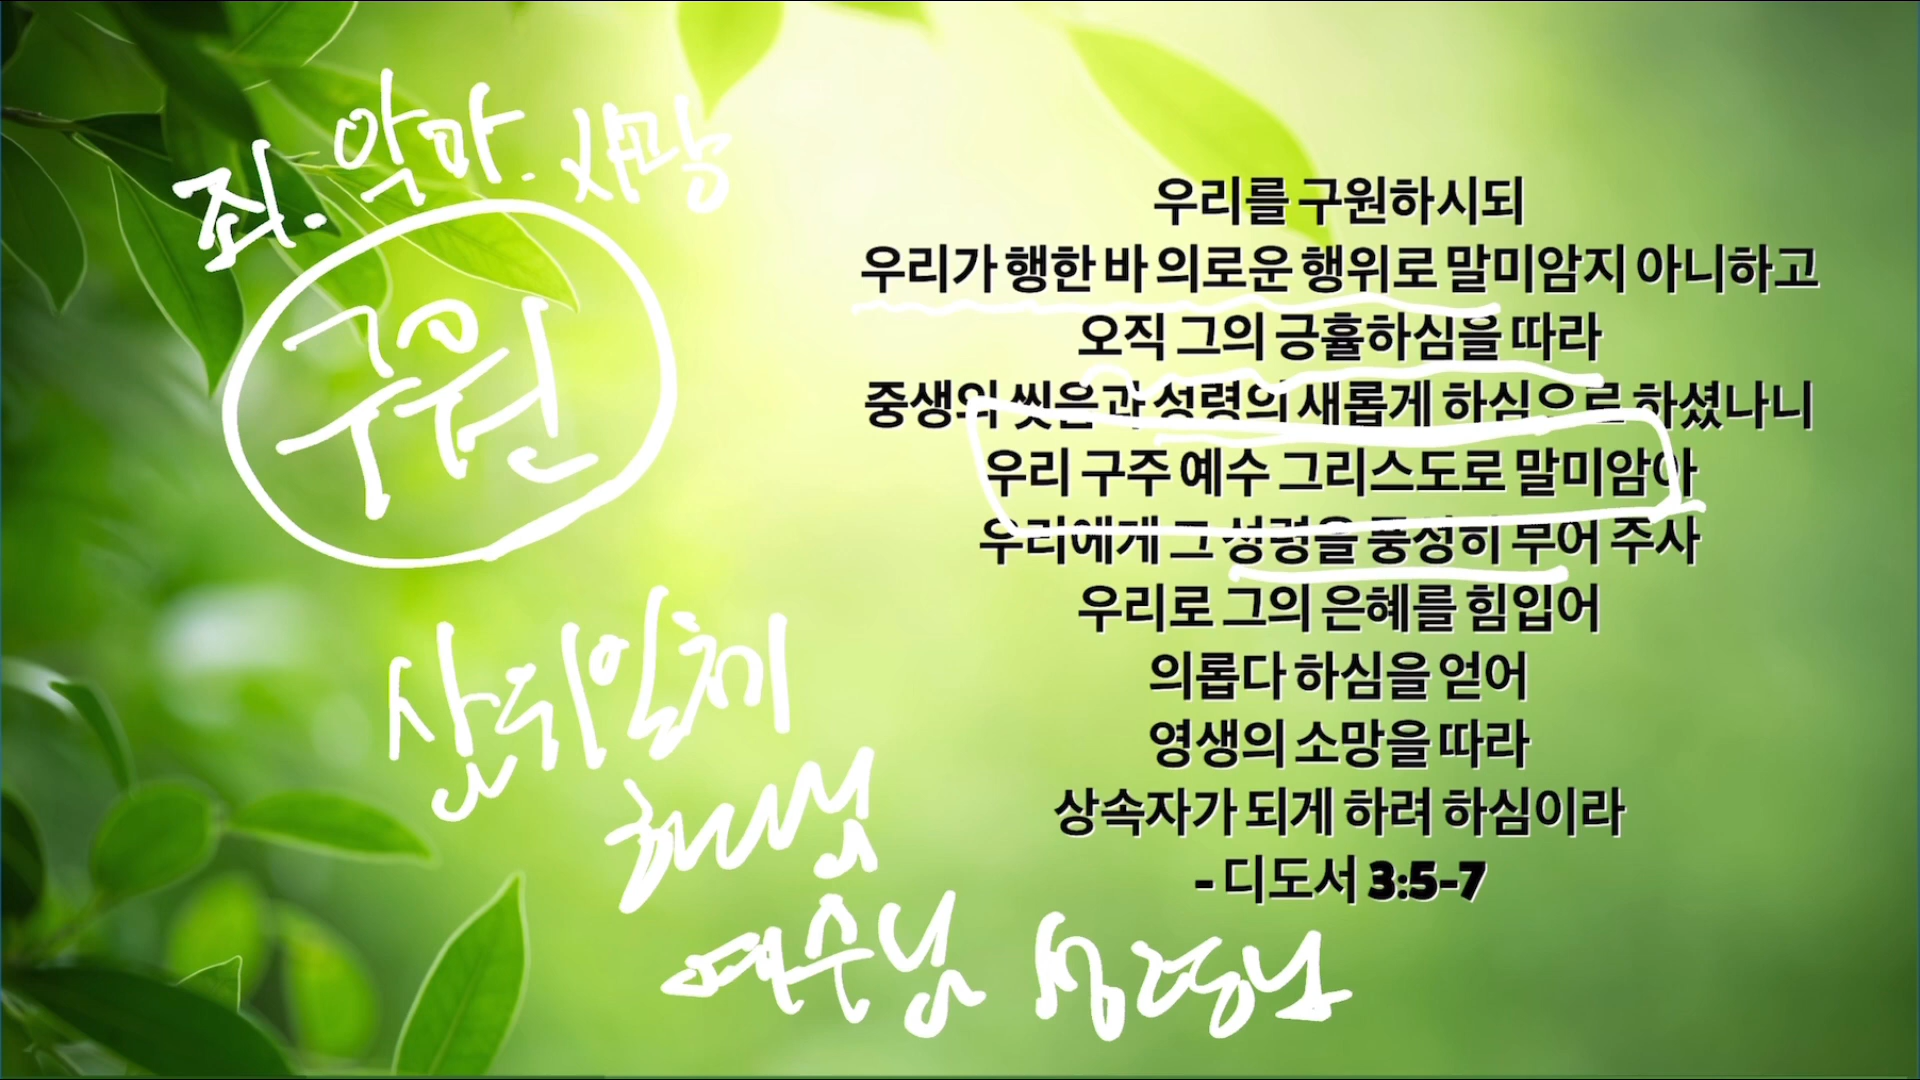 죄. 악마. 사망
구원
삼위일체
하나님
예수님 성령님
우리를 구원하시되
우리가 행한 바 의로운 행위로 말미암지 아니하고
오직 그의 긍휼하심을 따라
중생의 씻음과 성령의 새롭게 하심으로 하셨나니
우리 구주 예수 그리스도로 말미암아
우리에게 그 성령을 풍성히 부어 주사
우리로 그의 은혜를 힘입어
의롭다 하심을 얻어
영생의 소망을 따라
상속자가 되게 하려 하심이라
- 디도서 3:5-7